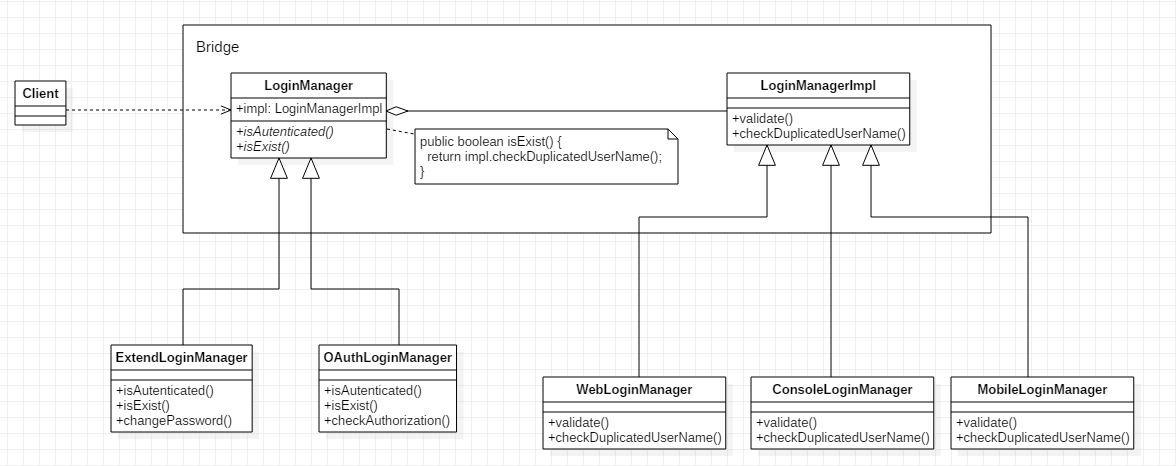 Bridge
Client
LoginManager
+impl: LoginManagerImpl
+isAutenticated()
+isExist()
public boolean isExist() {
return impl.checkDuplicatedUserName();
}
LoginManagerImpl
+validate()
+checkDuplicatedUserName()
ExtendLoginManager
+isAutenticated()
+isExist()
+changePassword()
OAuthLoginManager
+isAutenticated()
+isExist()
+checkAuthorization()
WebLoginManager
+validate()
+checkDuplicatedUserName()
ConsoleLoginManager
+validate()
+checkDuplicatedUserName()
MobileLoginManager
+validate()
+checkDuplicatedUserName()